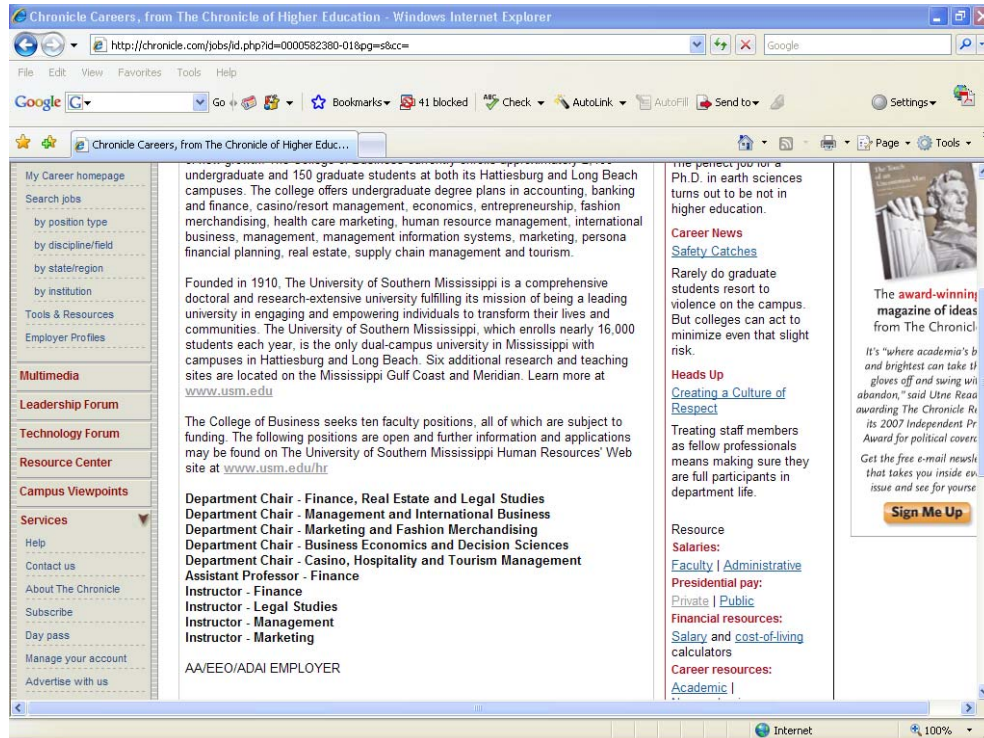 Chronicle Careers, from The Chronicle of Higher Education - Windows Internet Explorer
http://chronicle.com/jobs/id.php?id=0000582380-01&pg=s&cc=
Google
File Edit View Favorites Tools Help
Google G Go Bookmarks 41 blocked ABC Check AutoLink AutoFill Send to Settings
Chronicle Careers, from The Chronicle of Higher Educ... Page Tools
My Career homepage
Search jobs
by position type
by discipline/field
by state/region
by institution
Tools & Resources
Employer Profiles
Multimedia
Leadership Forum
Technology Forum
Resource Center
Campus Viewpoints
Services
Help
Contact us
About The Chronicle
Subscribe
Day pass
Manage your account
Advertise with us
undergraduate and 150 graduate students at both its Hattiesburg and Long Beach
campuses. The college offers undergraduate degree plans in accounting, banking
and finance, casino/resort management, economics, entrepreneurship, fashion
merchandising, health care marketing, human resource management, international
business, management, management information systems, marketing, persona
financial planning, real estate, supply chain management and tourism.
Founded in 1910, The University of Southern Mississippi is a comprehensive
doctoral and research-extensive university fulfilling its mission of being a leading
university in engaging and empowering individuals to transform their lives and
communities. The University of Southern Mississippi, which enrolls nearly 16,000
students each year, is the only dual-campus university in Mississippi with
campuses in Hattiesburg and Long Beach. Six additional research and teaching
sites are located on the Mississippi Gulf Coast and Meridian. Learn more at
www.usm.edu
The College of Business seeks ten faculty positions, all of which are subject to
funding. The following positions are open and further information and applications
may be found on The University of Southern Mississippi Human Resources' Web
site at www.usm.edu/hr
Department Chair - Finance, Real Estate and Legal Studies
Department Chair - Management and International Business
Department Chair - Marketing and Fashion Merchandising
Department Chair - Business Economics and Decision Sciences
Department Chair - Casino, Hospitality and Tourism Management
Assistant Professor - Finance
Instructor - Finance
Instructor - Legal Studies
Instructor - Management
Instructor - Marketing
AA/EEO/ADAI EMPLOYER
The perfect job for a
Ph.D. in earth sciences
turns out to be not in
higher education.
Career News
Safety Catches
Rarely do graduate
students resort to
violence on the campus.
But colleges can act to
minimize even that slight
risk.
Heads Up
Creating a Culture of
Respect
Treating staff members
as fellow professionals
means making sure they
are full participants in
department life.
Resource
Salaries:
Faculty | Administrative
Presidential pay:
Private | Public
Financial resources:
Salary and cost-of-living
calculators
Career resources:
Academic |
The award-winning
magazine of ideas
from The Chronicl
It's "where academia's b
and brightest can take th
gloves off and swing wit
abandon," said Utne Read
awarding The Chronicle Re
its 2007 Independent Pr
Award for political covera
Get the free e-mail newsle
that takes you inside eve
issue and see for yourse
Sign Me Up
Internet 100%